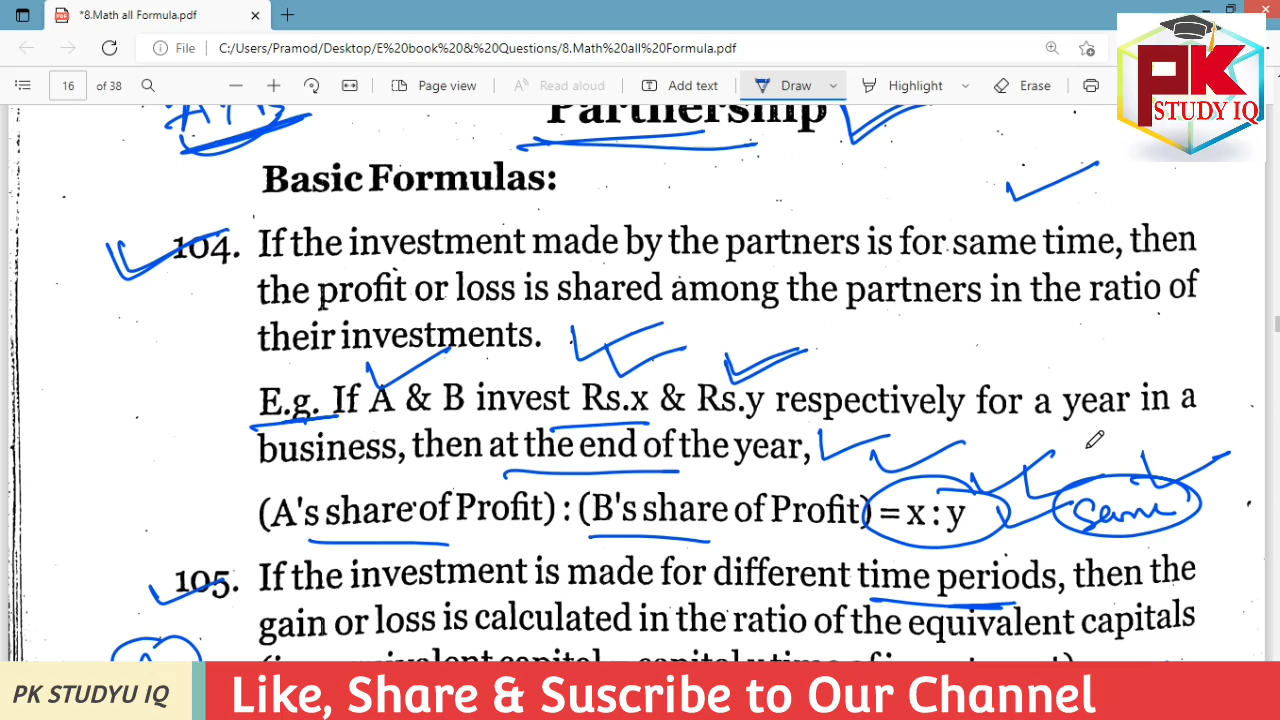 *8.Math all Formula.pdf
File C:/Users/Pramod/Desktop/E%20book%20&%20Questions/8.Math%20all%20Formula.pdf
16 of 38 Page view Read aloud Add text Draw Highlight Erase
PK
STUDY IQ
Partnership
Basic Formulas:
104. If the investment made by the partners is for same time, then
the profit or loss is shared among the partners in the ratio of
their investments.
E.g. If A & B invest Rs.x & Rs.y respectively for a year in a
business, then at the end of the year,
(A's share of Profit) : (B's share of Profit) = x : y same
105. If the investment is made for different time periods, then the
gain or loss is calculated in the ratio of the equivalent capitals
PK STUDYU IQ Like, Share & Suscribe to Our Channel